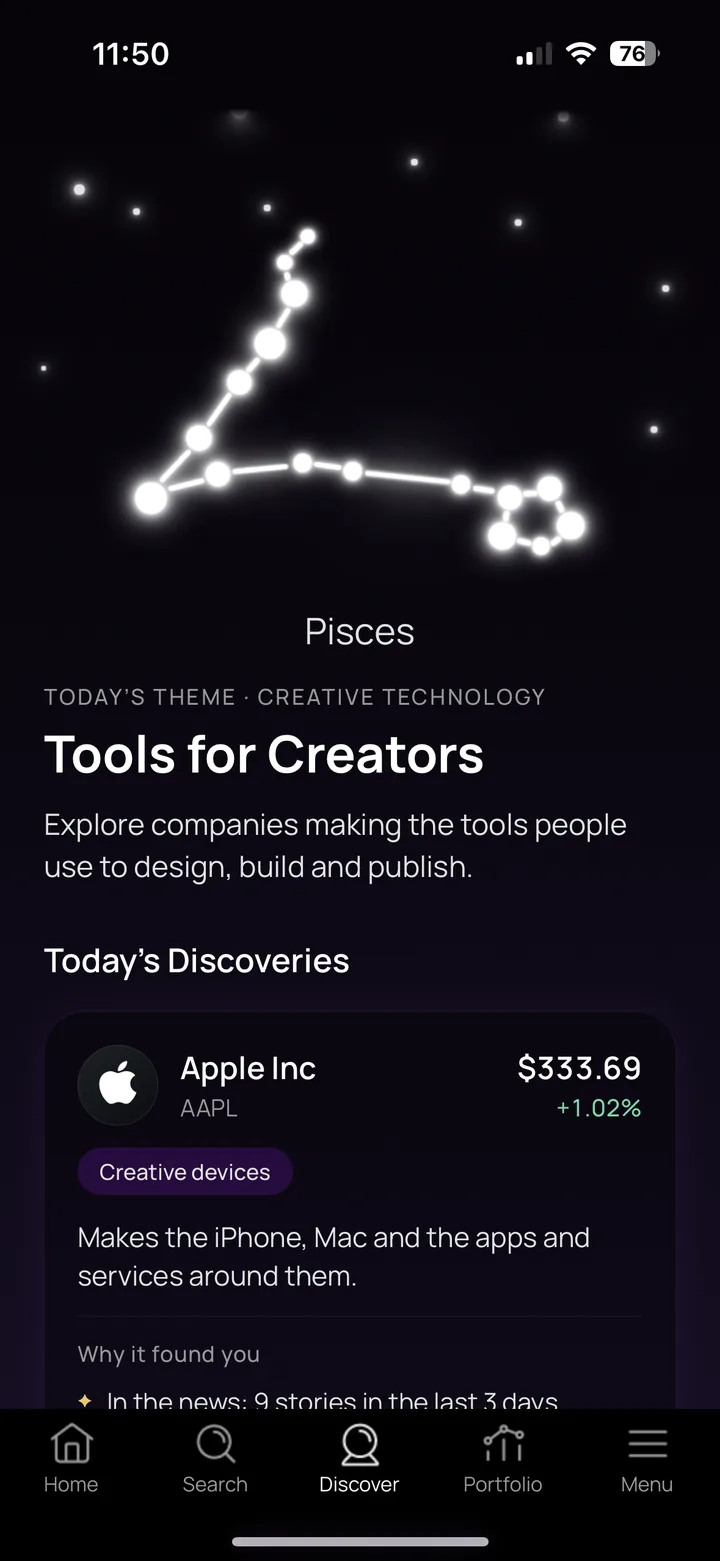 11:50
76
Pisces
TODAY'S THEME · CREATIVE TECHNOLOGY
Tools for Creators
Explore companies making the tools people
use to design, build and publish.
Today's Discoveries
Apple Inc
$333.69
AAPL
+1.02%
Creative devices
Makes the iPhone, Mac and the apps and
services around them.
Why it found you
In the news: 9 stories in the last 3 days
Home
Search
Discover
Portfolio
Menu